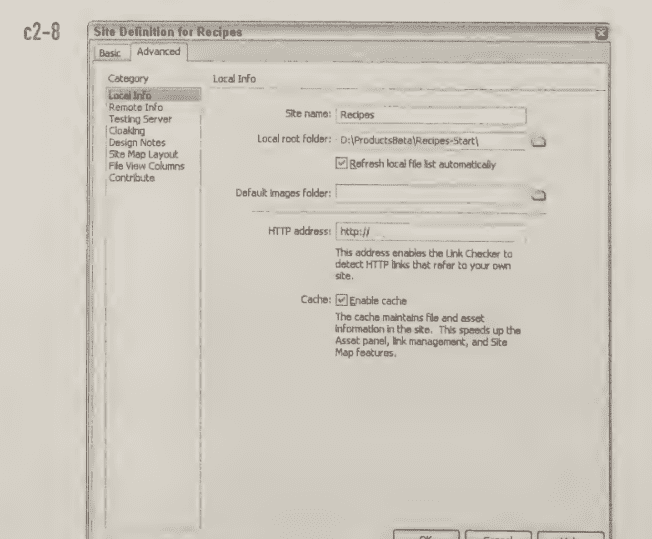 c2-8
Site Definition for Recipes
Basic Advanced
Category
Local Info
Remote Info
Testing Server
Cloaking
Design Notes
Site Map Layout
File View Columns
Contribute
Local Info
Site name: Recipes
Local root folder: D:\ProductsBeta\Recipes-Start\
Refresh local file list automatically
Default images folder:
HTTP address: http://
This address enables the Link Checker to
detect HTTP links that refer to your own
site.
Cache: Enable cache
The cache maintains file and asset
information in the site. This speeds up the
Asset panel, link management, and Site
Map features.
OK Cancel Help